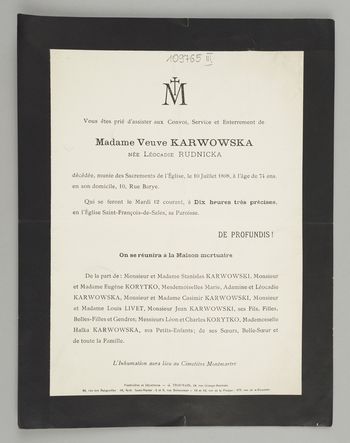 109765 III
M
Vous êtes prié d'assister aux Convoi, Service et Enterrement de
Madame Veuve KARWOWSKA
NÉE LÉOCADIE RUDNICKA
décédée, munie des Sacrements de l'Église, le 10 Juillet 1898, à l'âge de 74 ans,
en son domicile, 10, Rue Barye.
Qui se feront le Mardi 12 courant, à Dix heures très précises,
en l'Église Saint-François-de-Sales, sa Paroisse.
DE PROFUNDIS !
On se réunira à la Maison mortuaire
De la part de : Monsieur et Madame Stanislas KARWOWSKI, Monsieur
et Madame Eugène KORYTKO, Mesdemoiselles Marie, Adamine et Léocadie
KARWOWSKA, Monsieur et Madame Casimir KARWOWSKI, Monsieur
et Madame Louis LIVET, Monsieur Jean KARWOWSKI, ses Fils, Filles,
Belles-Filles et Gendres; Messieurs Léon et Charles KORYTKO, Mademoiselle
Halka KARWOWSKA, ses Petits-Enfants; de ses Sœurs, Belle-Sœur et
de toute la Famille.
L'Inhumation aura lieu au Cimetière Montmartre